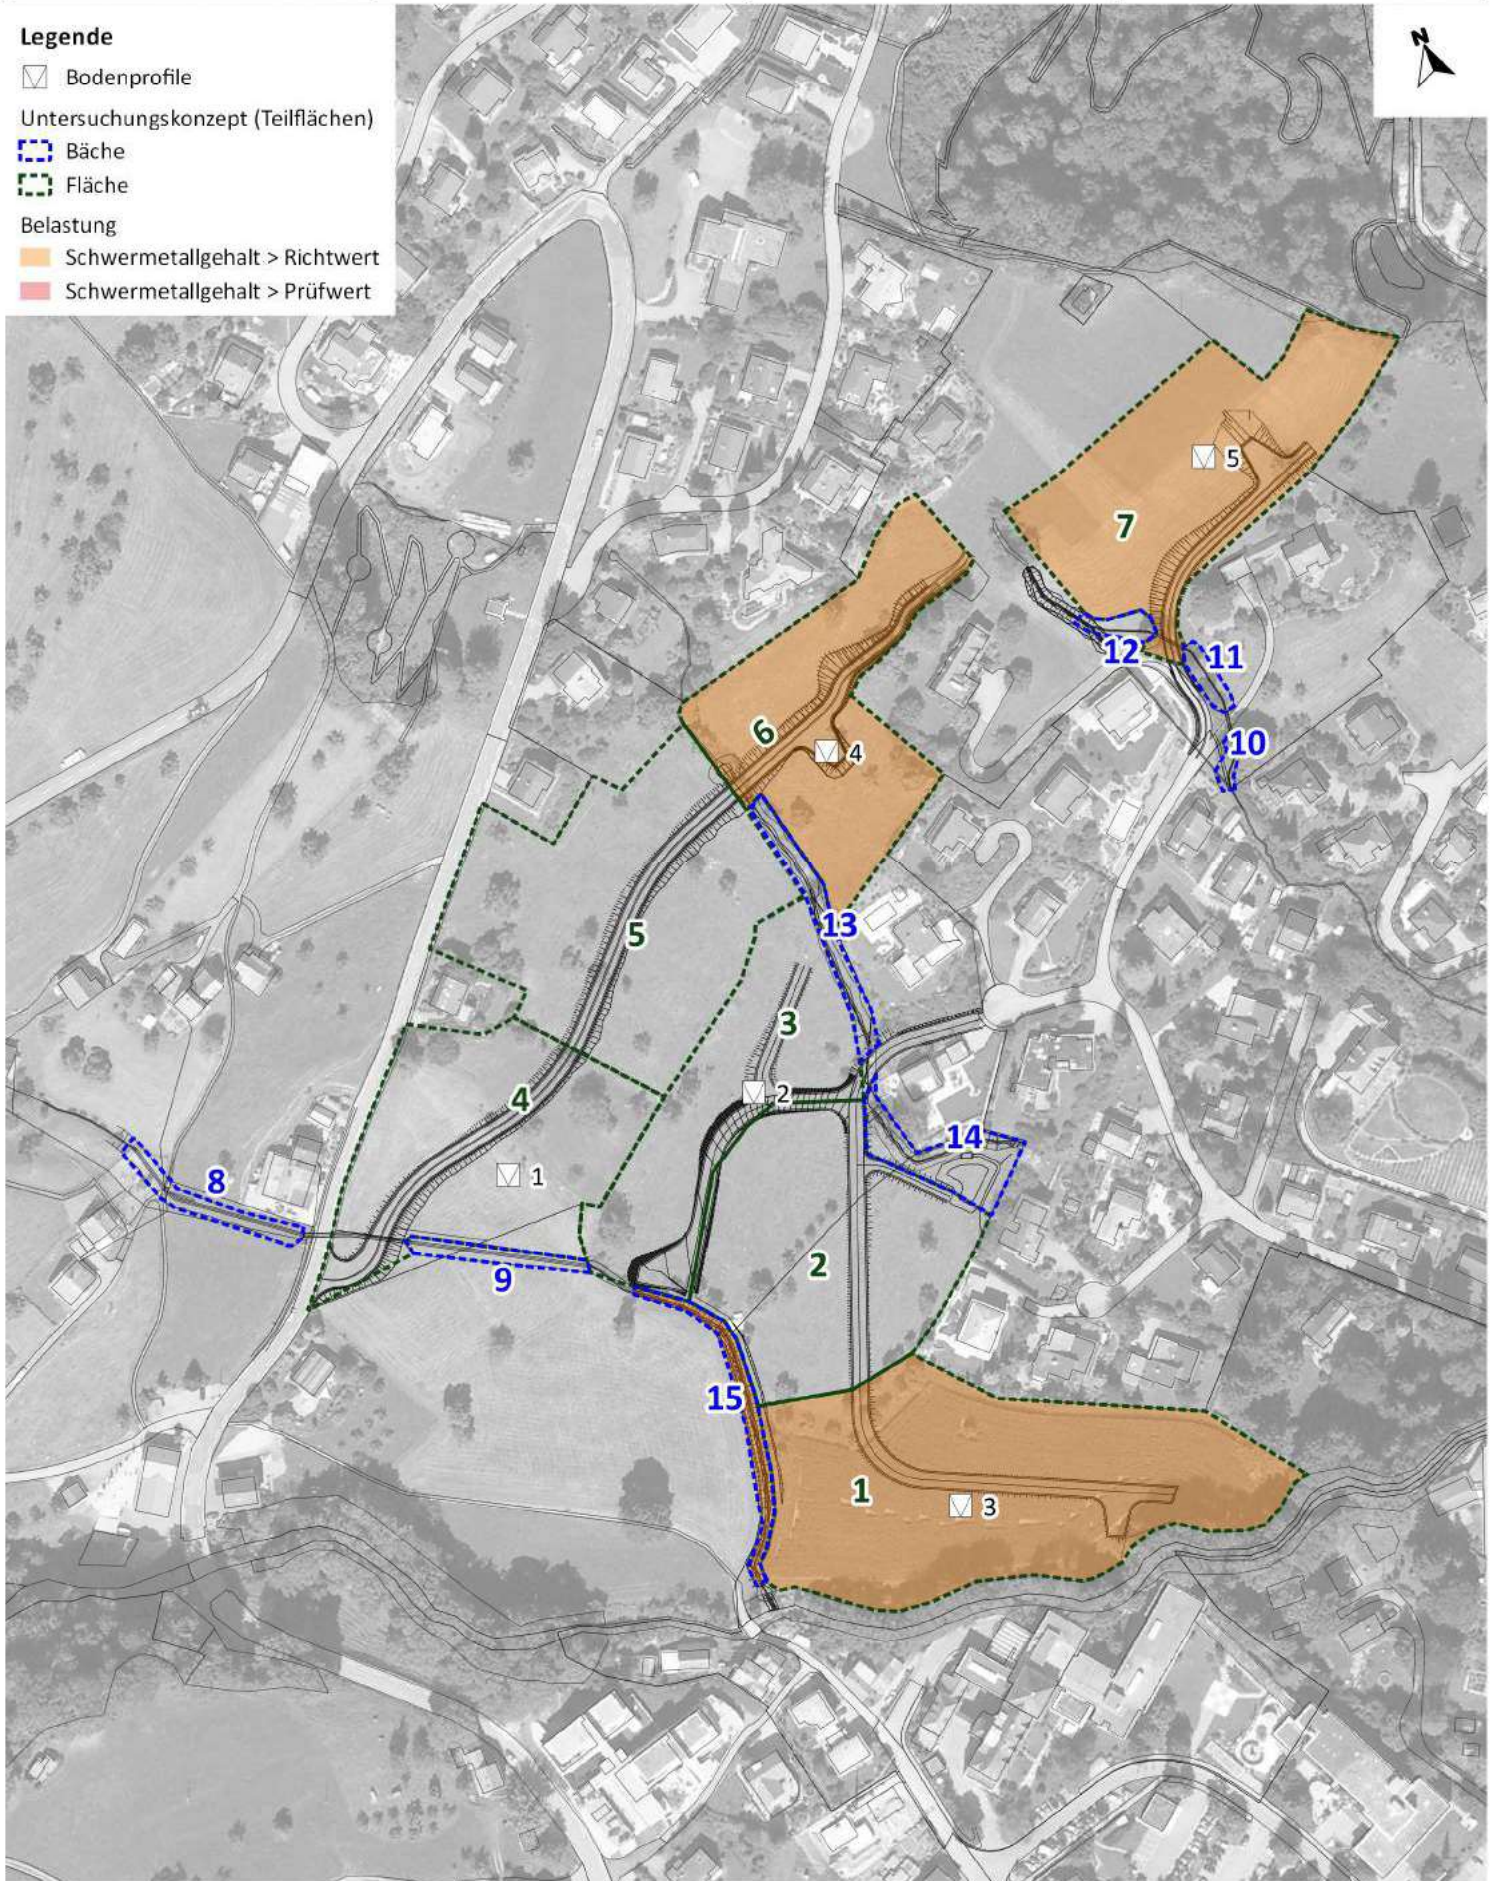 Legende
Bodenprofile
Untersuchungskonzept (Teilflächen)
Bäche
Fläche
Belastung
Schwermetallgehalt > Richtwert
Schwermetallgehalt > Prüfwert
N
5
7
12
11
10
6
4
13
5
3
2
4
14
1
8
9
2
15
1
3